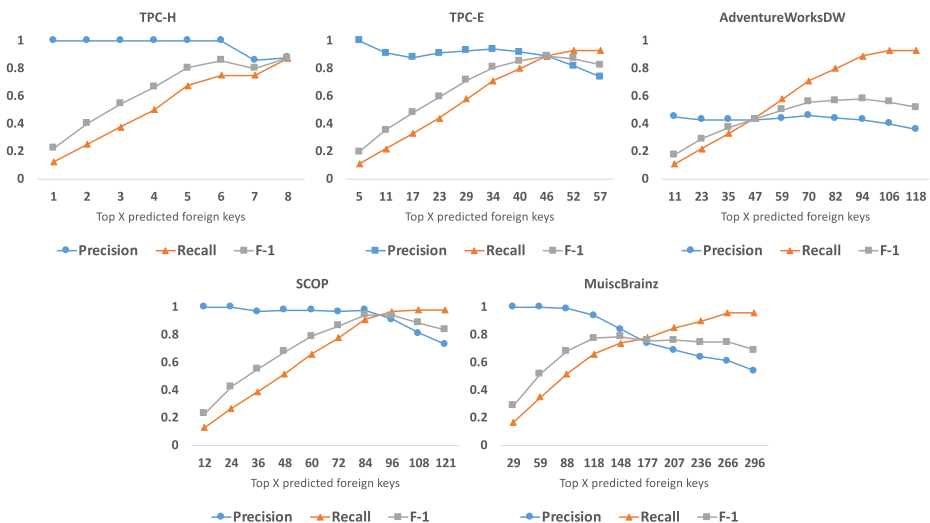 TPC-H
1
0.8
0.6
0.4
0.2
0
1 2 3 4 5 6 7 8
Top X predicted foreign keys
Precision Recall F-1
TPC-E
1
0.8
0.6
0.4
0.2
0
5 11 17 23 29 34 40 46 52 57
Top X predicted foreign keys
Precision Recall F-1
AdventureWorksDW
1
0.8
0.6
0.4
0.2
0
11 23 35 47 59 70 82 94 106 118
Top X predicted foreign keys
Precision Recall F-1
SCOP
1
0.8
0.6
0.4
0.2
0
12 24 36 48 60 72 84 96 108 121
Top X predicted foreign keys
Precision Recall F-1
MuiscBrainz
1
0.8
0.6
0.4
0.2
0
29 59 88 118 148 177 207 236 266 296
Top X predicted foreign keys
Precision Recall F-1